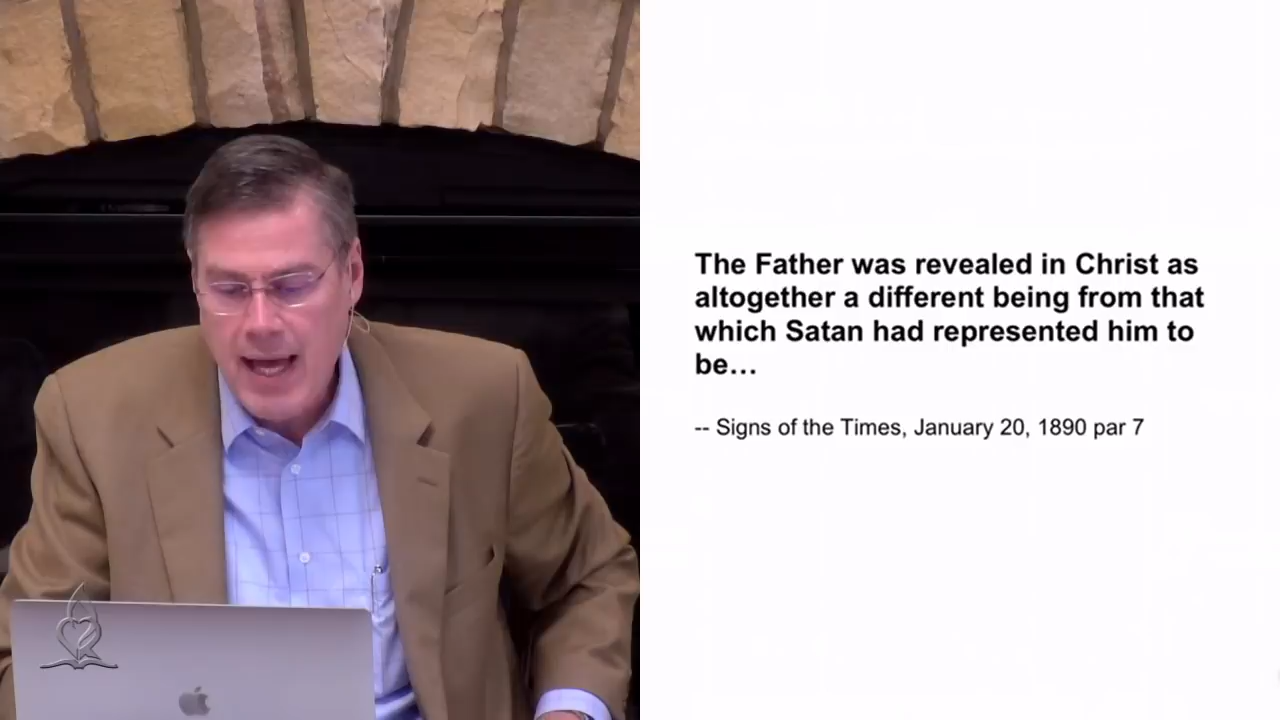 The Father was revealed in Christ as
altogether a different being from that
which Satan had represented him to
be…
-- Signs of the Times, January 20, 1890 par 7